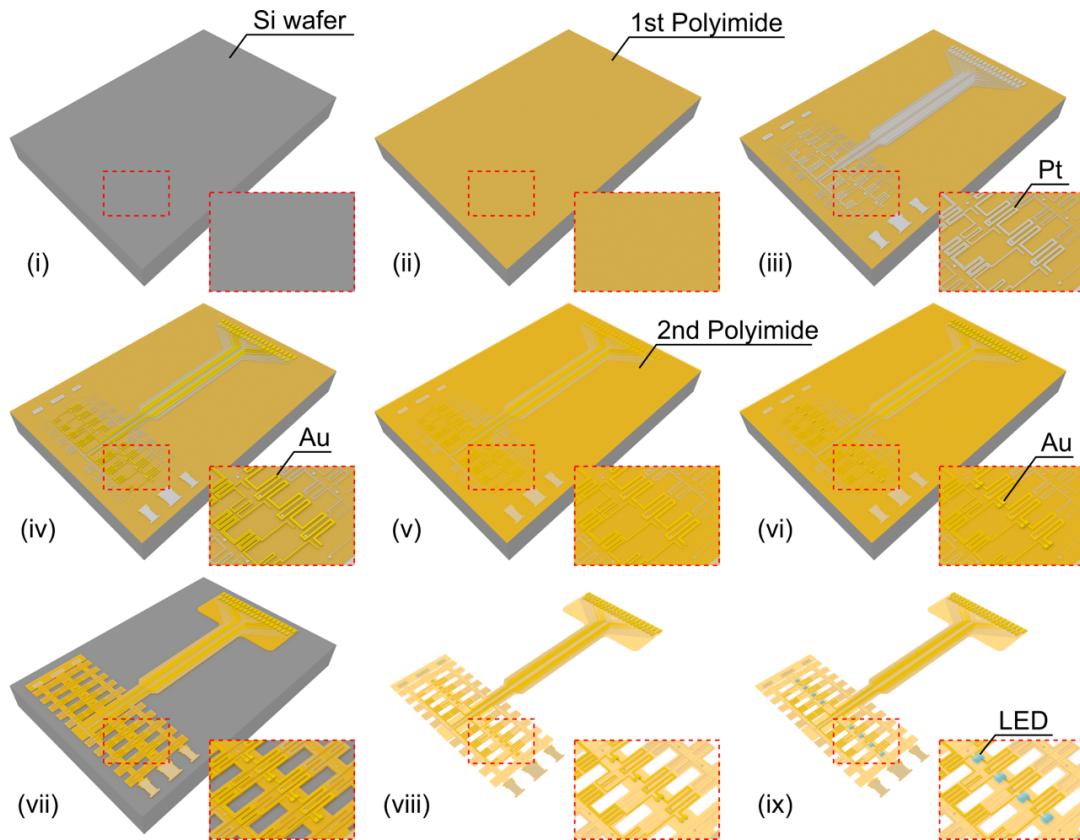 Si wafer
(i)
1st Polyimide
(ii)
Pt
(iii)
Au
(iv)
2nd Polyimide
(v)
Au
(vi)
(vii)
(viii)
LED
(ix)